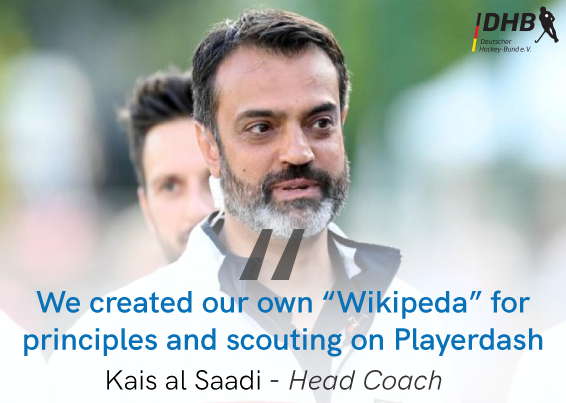 DHB
Deutscher
Hockey-Bund e.V.
We created our own “Wikipeda” for
principles and scouting on Playerdash
Kais al Saadi - Head Coach